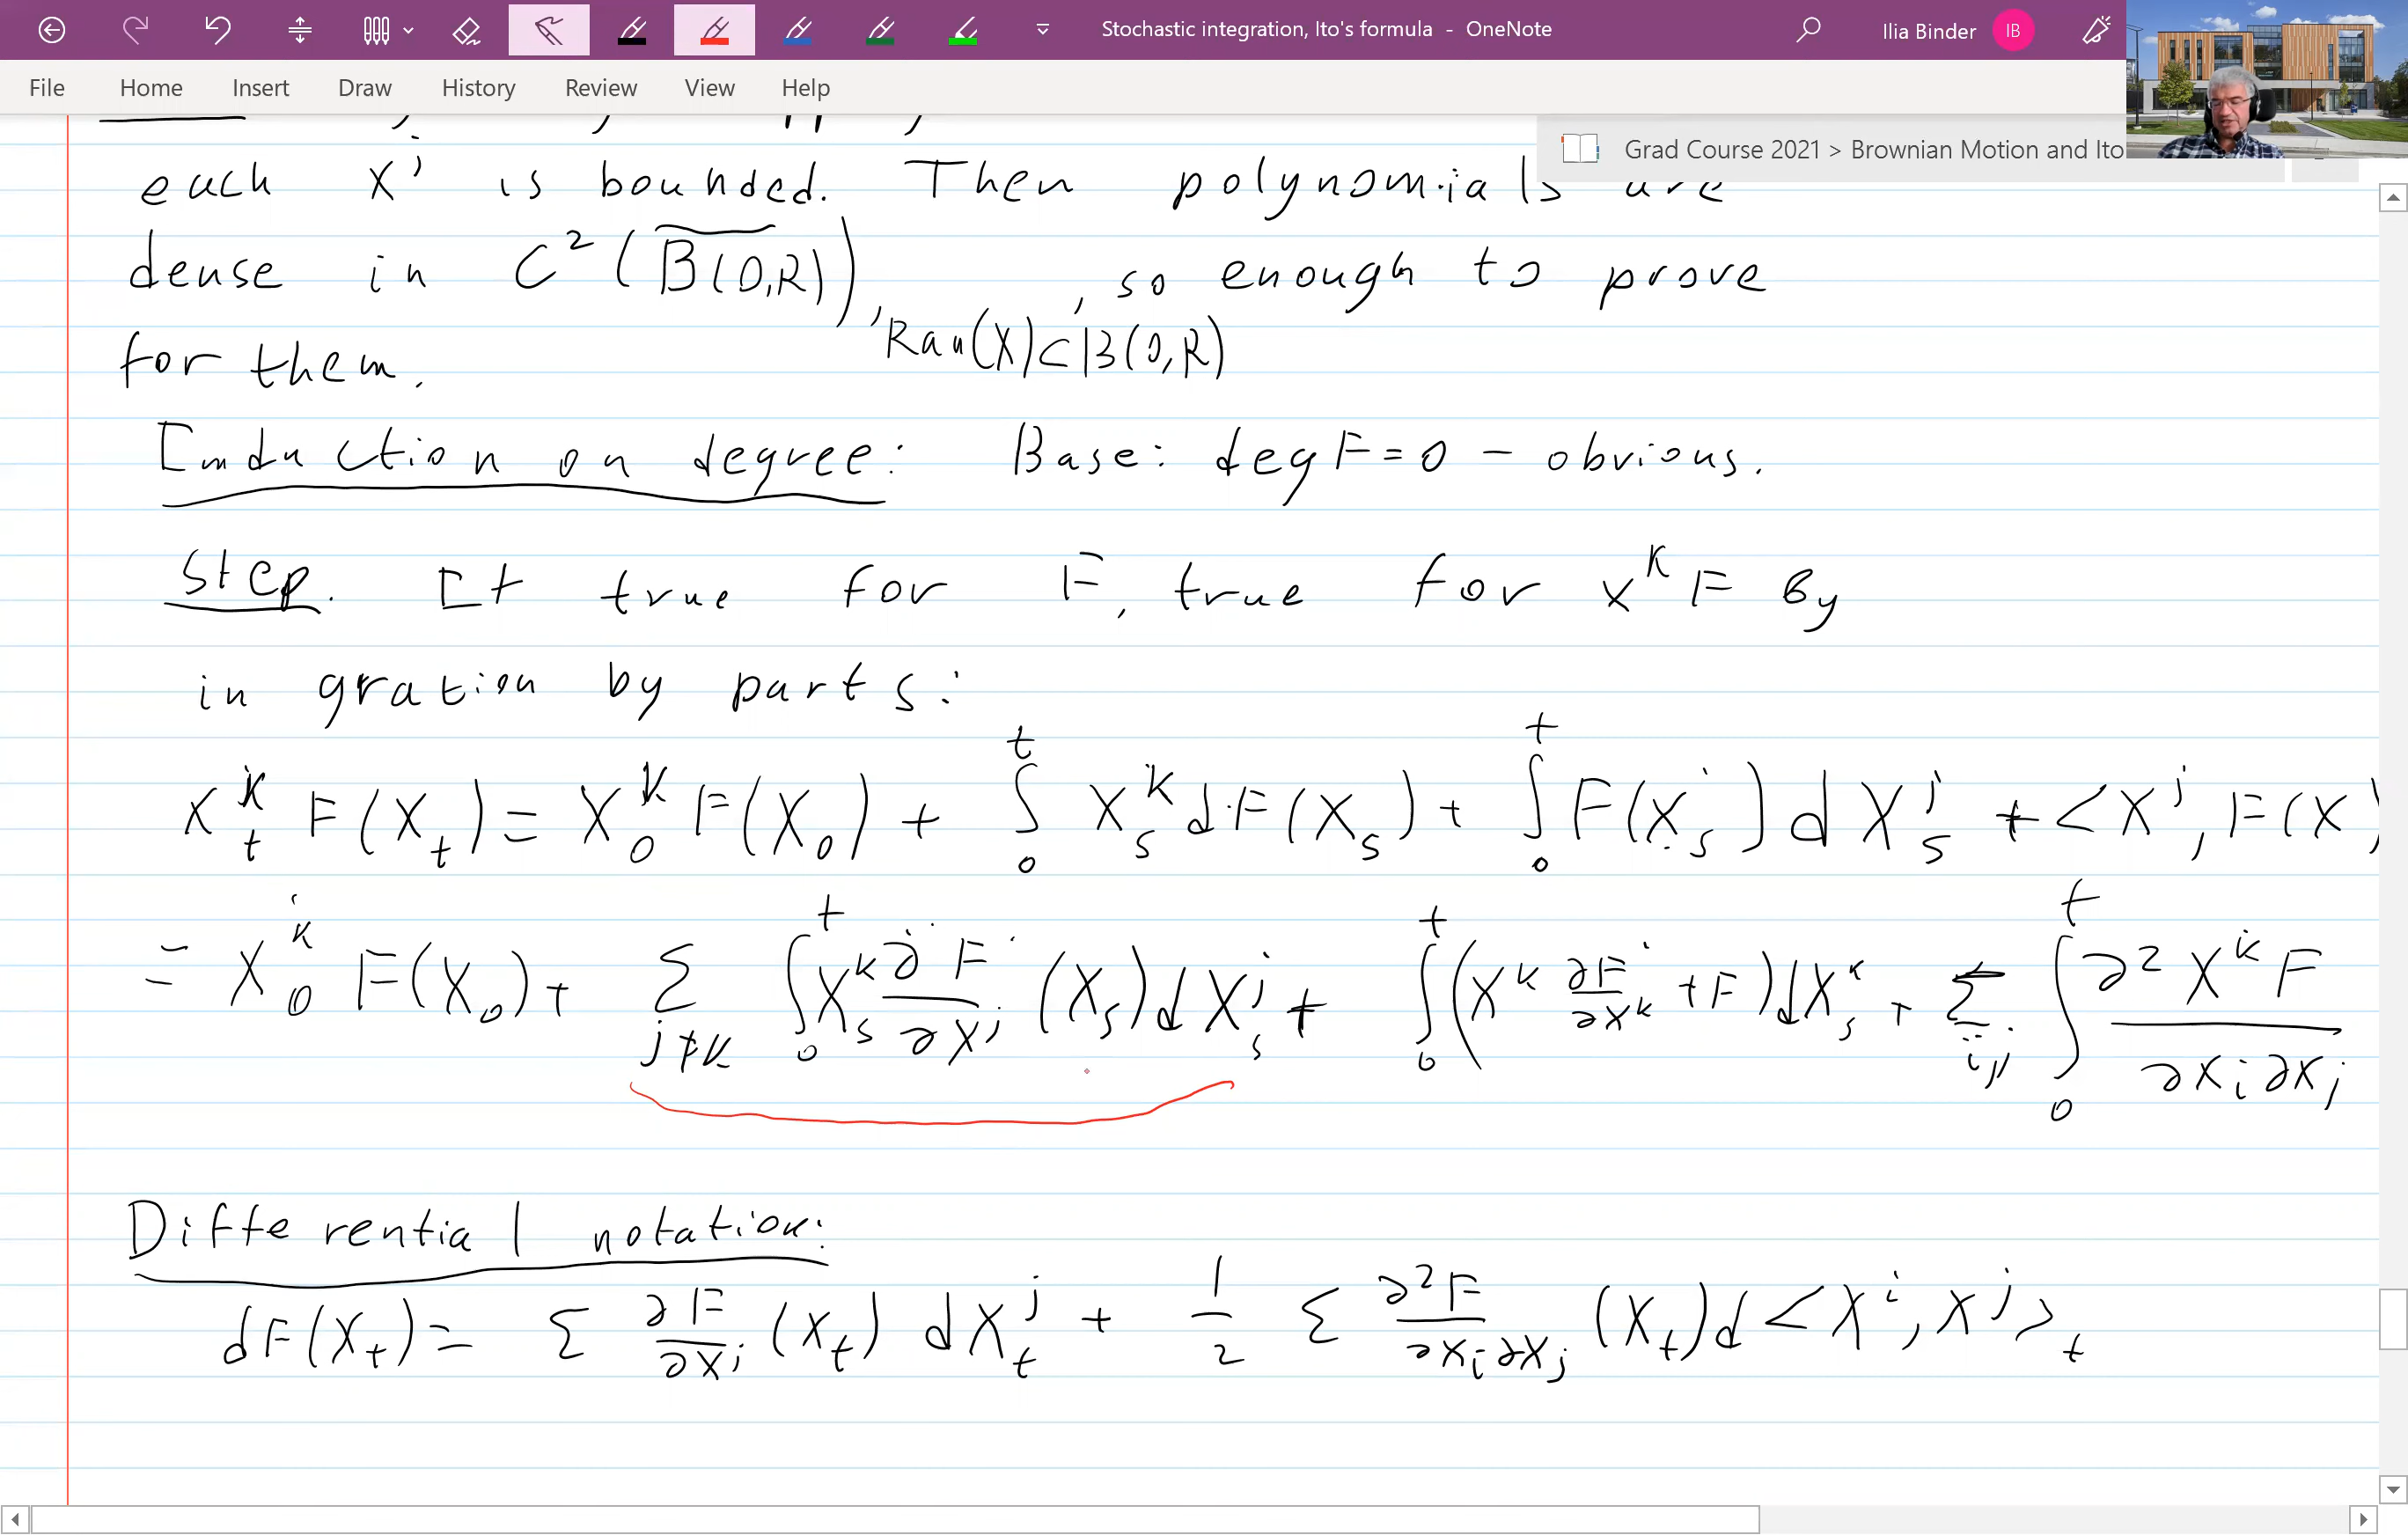 Stochastic integration, Ito's formula - OneNote
Ilia Binder IB
File Home Insert Draw History Review View Help
Grad Course 2021 > Brownian Motion and Ito
each X^j is bounded. Then polynomials are
dense in C^2(\overline{B(0,R)}), so enough to prove
, Ran(X) ⊂ B(0,R)
for them.
Induction on degree: Base: deg F = 0 – obvious.
Step. If true for F, true for x^k F By
in gration by parts:
X_t^k F(X_t) = X_0^k F(X_0) + ∫_0^t X_s^k dF(X_s) + ∫_0^t F(X_s^j) dX_s^j + <X^j, F(X)
= X_0^k F(X_0) + Σ_{j≠k} ∫_0^t X_s^k ∂F/∂x^j (X_s) dX_s^j + ∫_0^t (X^k ∂F/∂x^k + F) dX_s^k + Σ_{i,j} ∫_0^t ∂^2 X^k F/∂x_i ∂x_j
Differential notation:
dF(X_t) = Σ ∂F/∂x_j (X_t) dX_t^j + 1/2 Σ ∂^2 F/∂x_i ∂x_j (X_t) d<X^i, X^j>_t